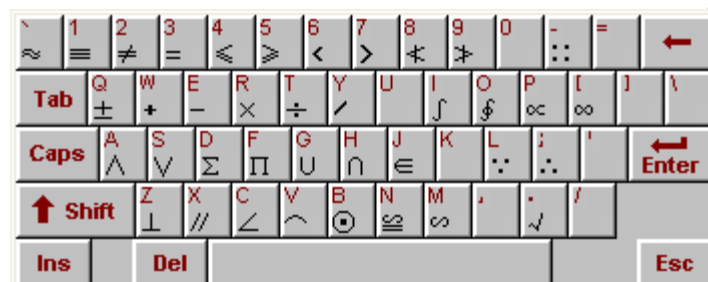 ` 1 2 3 4 5 6 7 8 9 0 - = ←
≈ ≡ ≠ = ≤ ≥ < > ≮ ≯ ∷
Tab Q W E R T Y U I O P [ ] \
± + − × ÷ ∕ ∫ ∮ ∝ ∞
Caps A S D F G H J K L ; ' Enter
∧ ∨ Σ Π ∪ ∩ ∈ ∵ ∴
Shift Z X C V B N M , . /
⊥ ∥ ∠ ⌒ ⊙ ≌ ∽ √
Ins Del Esc